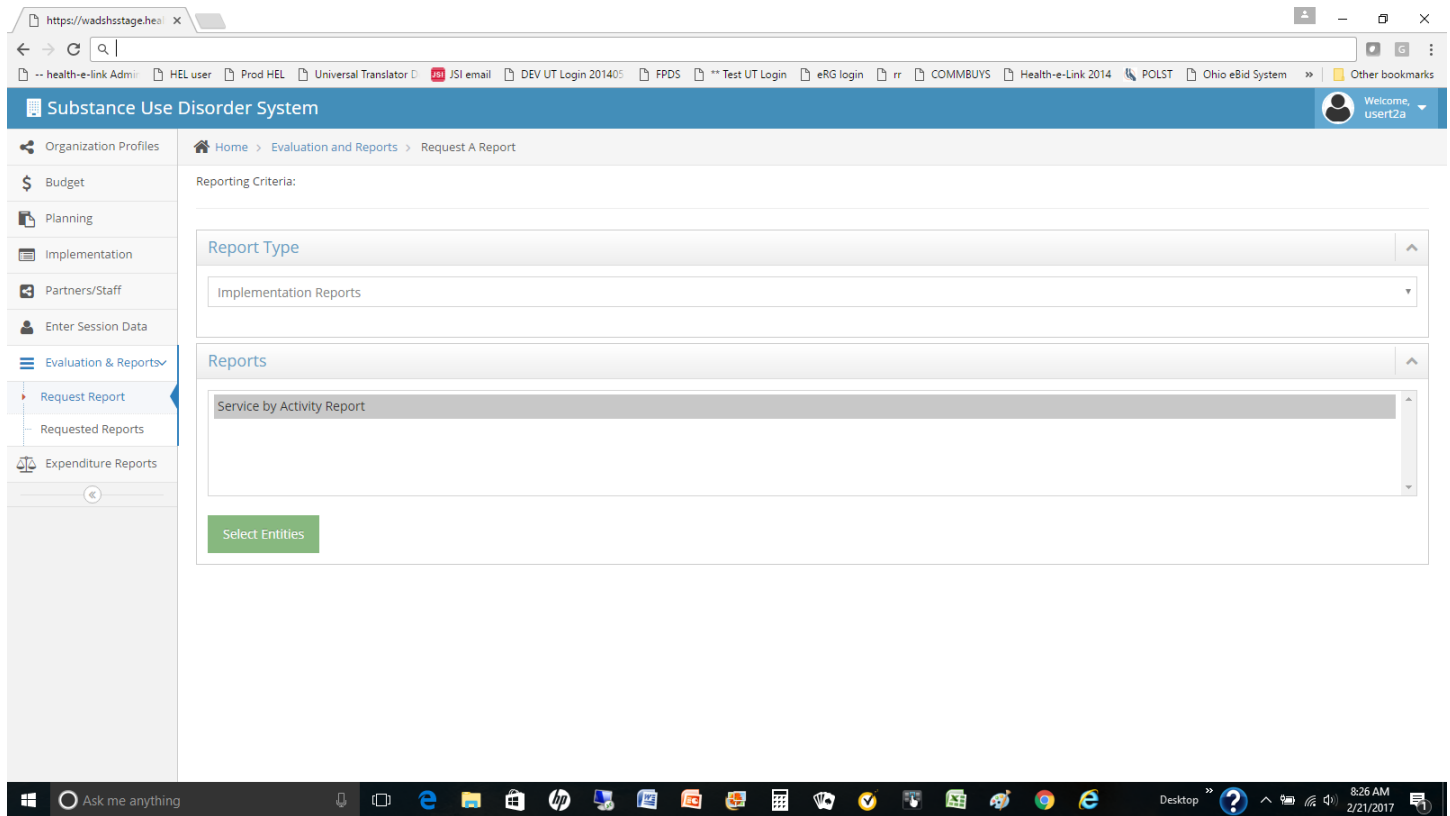 https://wadshsstage.heal
-- health-e-link Admin HEL user Prod HEL Universal Translator D JSI JSI email DEV UT Login 201405 FPDS ** Test UT Login eRG login rr COMMBUYS Health-e-Link 2014 POLST Ohio eBid System » Other bookmarks
Substance Use Disorder System
Welcome,
usert2a
Organization Profiles
Budget
Planning
Implementation
Partners/Staff
Enter Session Data
Evaluation & Reports
Request Report
Requested Reports
Expenditure Reports
Home > Evaluation and Reports > Request A Report
Reporting Criteria:
Report Type
Implementation Reports
Reports
Service by Activity Report
Select Entities
Ask me anything
Desktop »
8:26 AM
2/21/2017